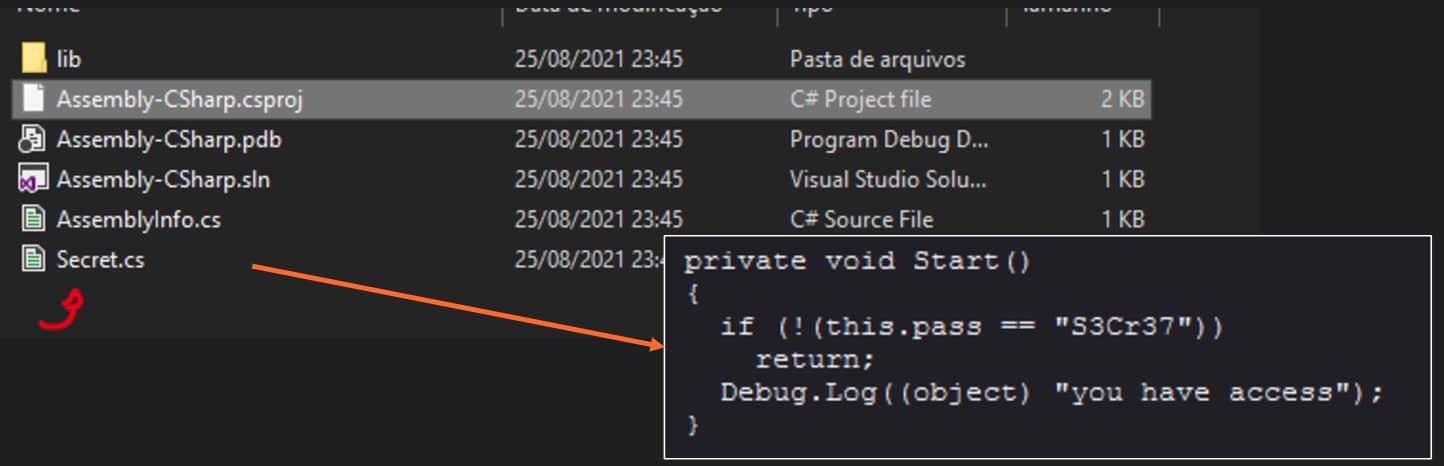 Nome Data de modificação Tipo Tamanho
lib 25/08/2021 23:45 Pasta de arquivos
Assembly-CSharp.csproj 25/08/2021 23:45 C# Project file 2 KB
Assembly-CSharp.pdb 25/08/2021 23:45 Program Debug D... 1 KB
Assembly-CSharp.sln 25/08/2021 23:45 Visual Studio Solu... 1 KB
AssemblyInfo.cs 25/08/2021 23:45 C# Source File 1 KB
Secret.cs 25/08/2021 23:4
private void Start()
{
if (!(this.pass == "S3Cr37"))
return;
Debug.Log((object) "you have access");
}